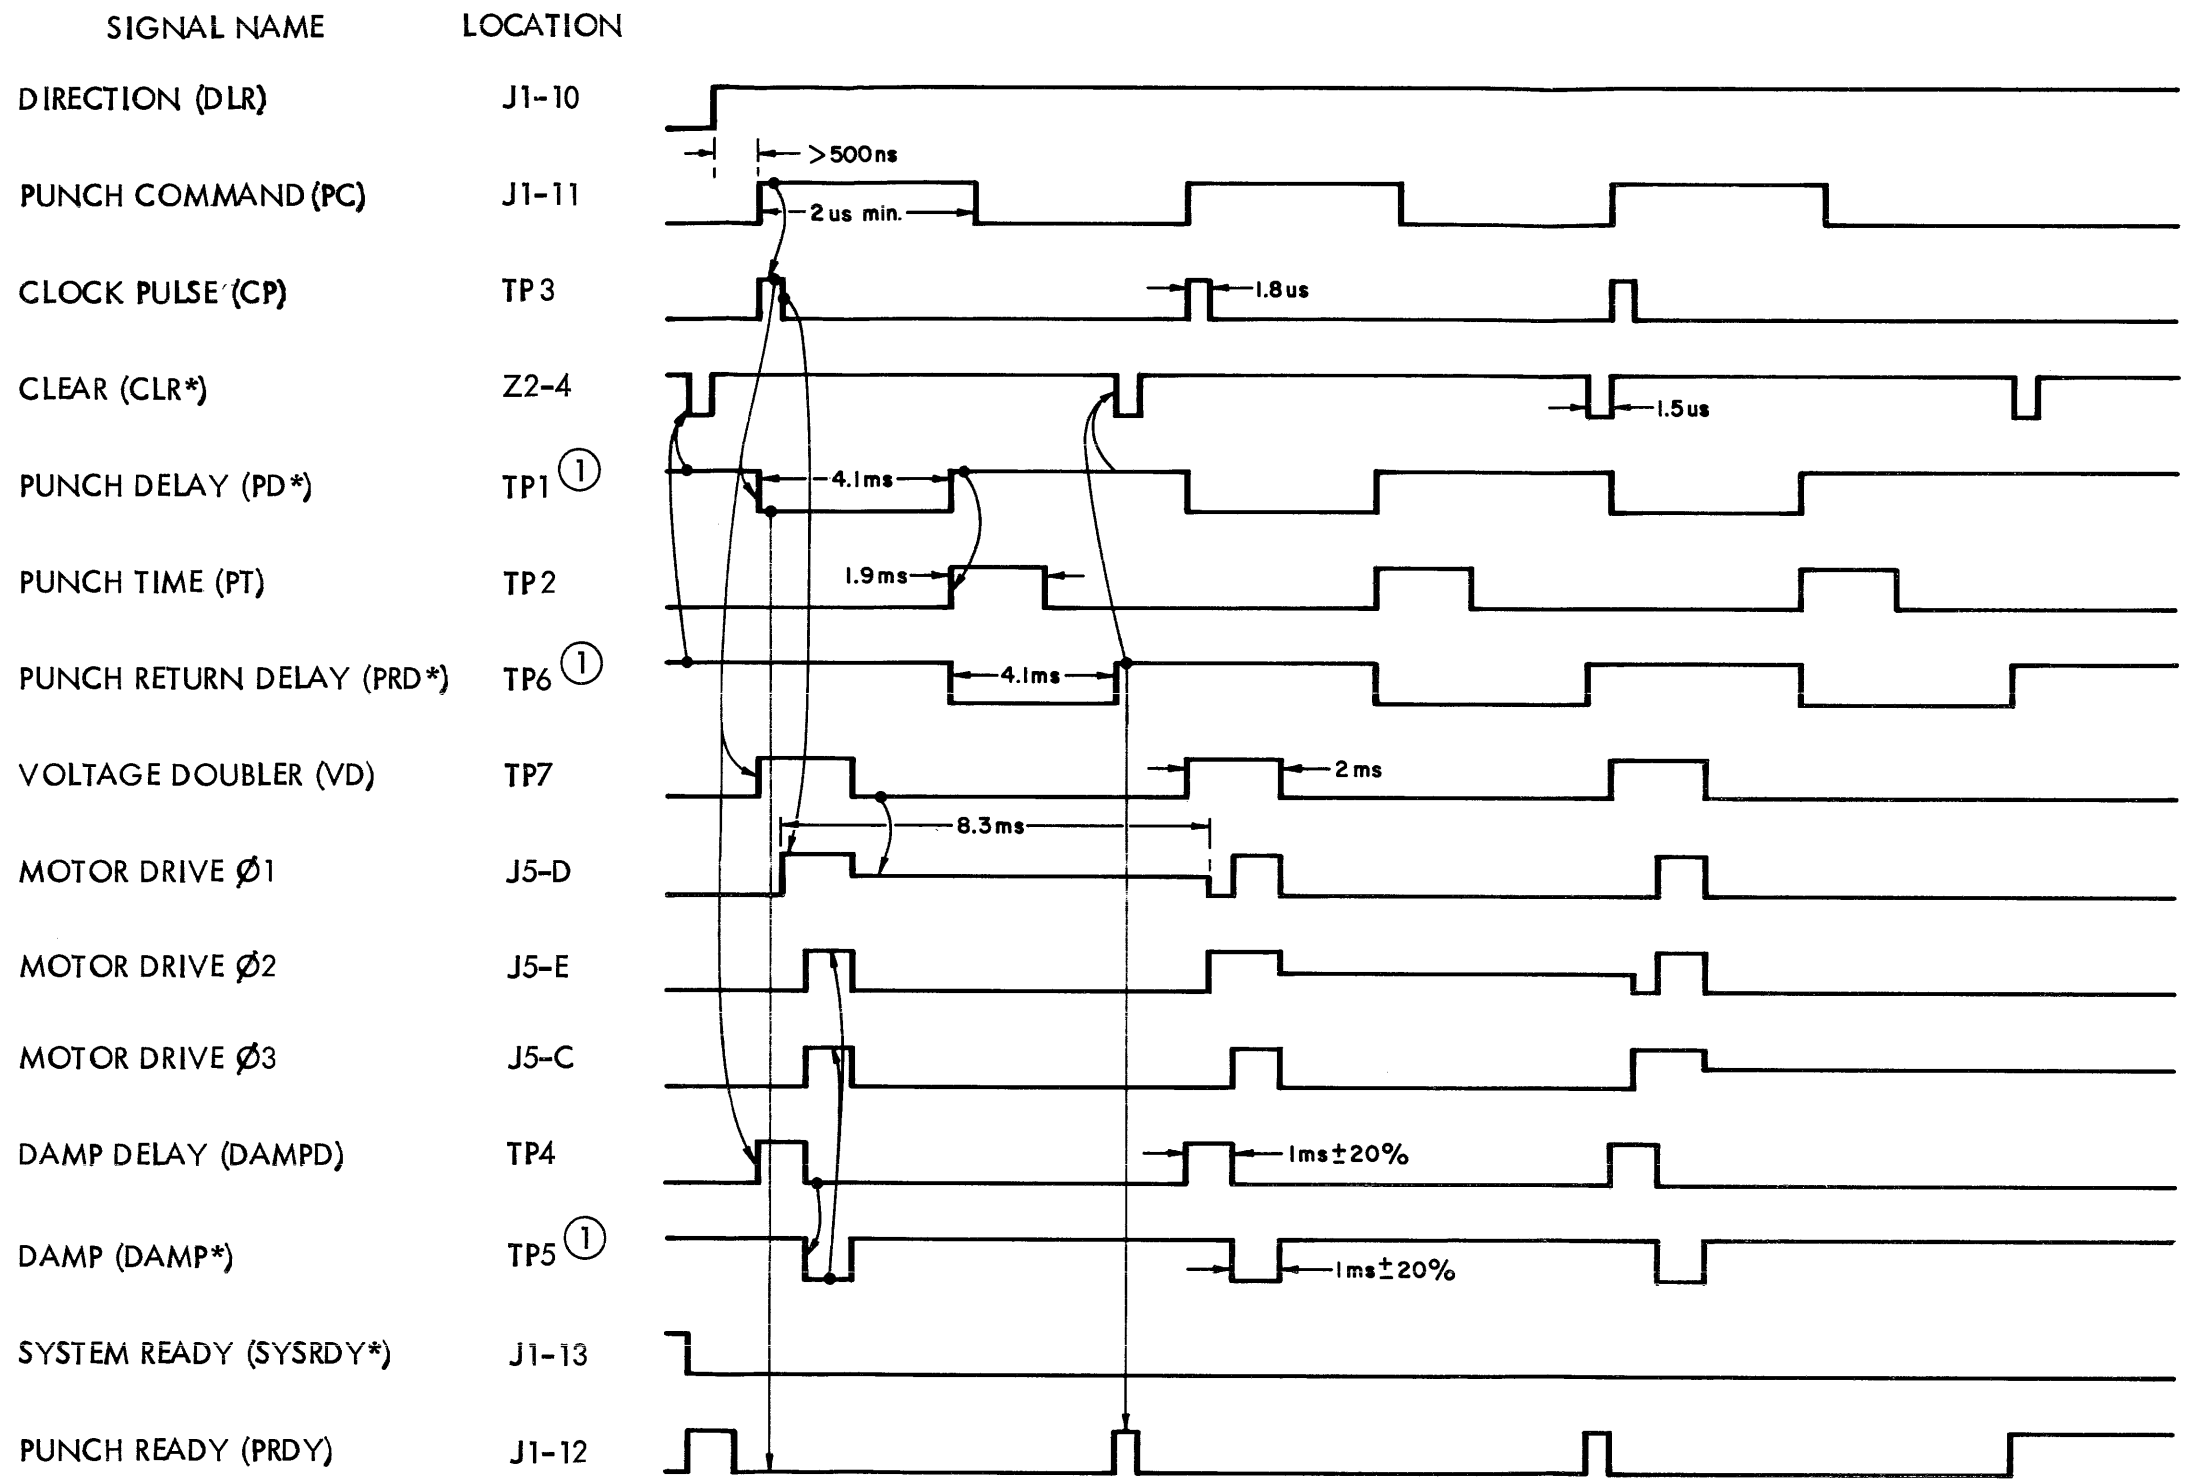 SIGNAL NAME LOCATION
DIRECTION (DLR) J1-10
>500ns
PUNCH COMMAND (PC) J1-11
2us min.
CLOCK PULSE (CP) TP3
1.8us
CLEAR (CLR*) Z2-4
1.5us
PUNCH DELAY (PD*) TP1 ①
4.1ms
PUNCH TIME (PT) TP2
1.9ms
PUNCH RETURN DELAY (PRD*) TP6 ①
4.1ms
VOLTAGE DOUBLER (VD) TP7
2ms
8.3ms
MOTOR DRIVE Ø1 J5-D
MOTOR DRIVE Ø2 J5-E
MOTOR DRIVE Ø3 J5-C
DAMP DELAY (DAMPD) TP4
1ms±20%
DAMP (DAMP*) TP5 ①
1ms±20%
SYSTEM READY (SYSRDY*) J1-13
PUNCH READY (PRDY) J1-12